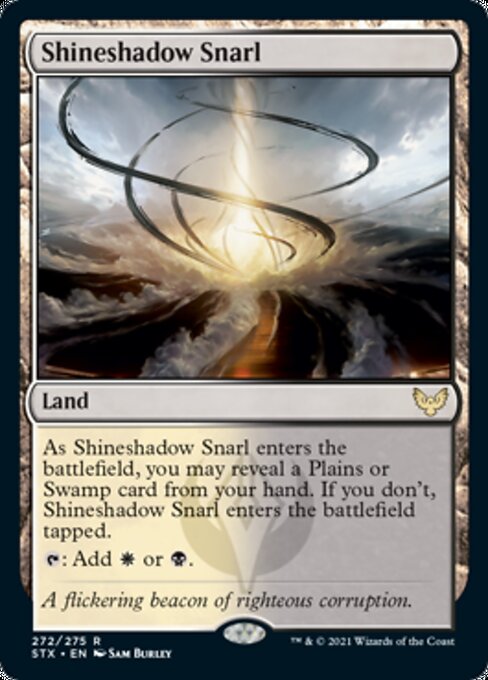 Shineshadow Snarl
Land
As Shineshadow Snarl enters the
battlefield, you may reveal a Plains or
Swamp card from your hand. If you don't,
Shineshadow Snarl enters the battlefield
tapped.
: Add or .
A flickering beacon of righteous corruption.
272/275 R
STX • EN SAM BURLEY
™ & © 2021 Wizards of the Coast